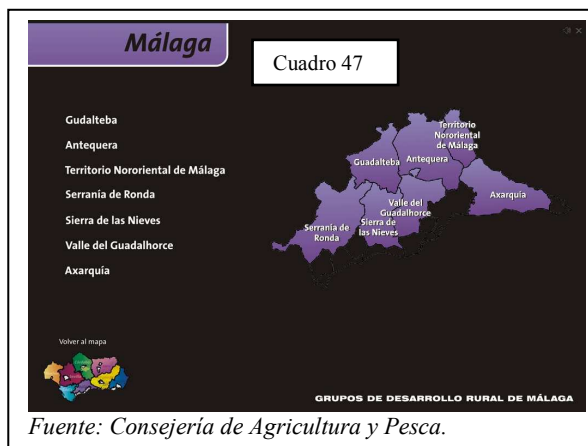 Málaga
Cuadro 47
Gudalteba
Antequera
Territorio Nororiental de Málaga
Serranía de Ronda
Sierra de las Nieves
Valle del Guadalhorce
Axarquía
Territorio
Nororiental
de Málaga
Guadalteba
Antequera
Axarquía
Valle del
Guadalhorce
Sierra de
las Nieves
Serranía de
Ronda
Volver al mapa
GRUPOS DE DESARROLLO RURAL DE MÁLAGA
Fuente: Consejería de Agricultura y Pesca.